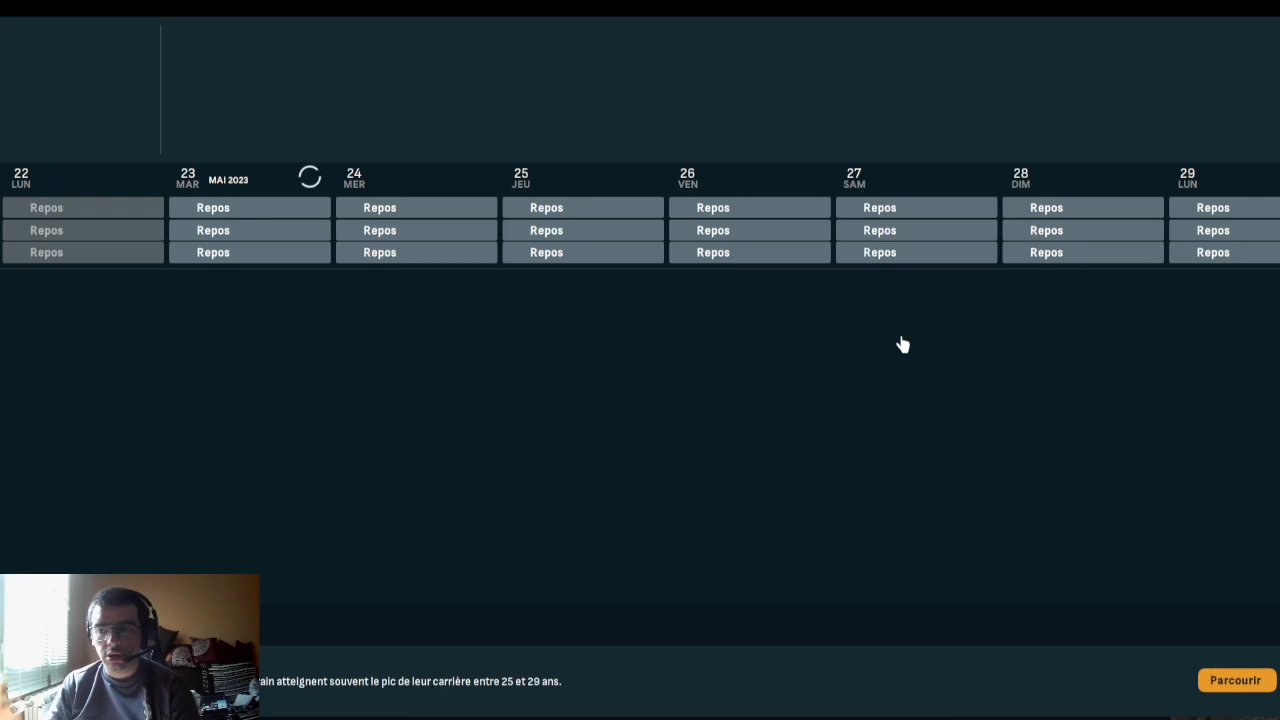 22 23 24 25 26 27 28 29
LUN MAR MAI 2023 MER JEU VEN SAM DIM LUN
Repos Repos Repos Repos Repos Repos Repos Repos
Repos Repos Repos Repos Repos Repos Repos Repos
Repos Repos Repos Repos Repos Repos Repos Repos
atteignent souvent le pic de leur carrière entre 25 et 29 ans.
Parcourir